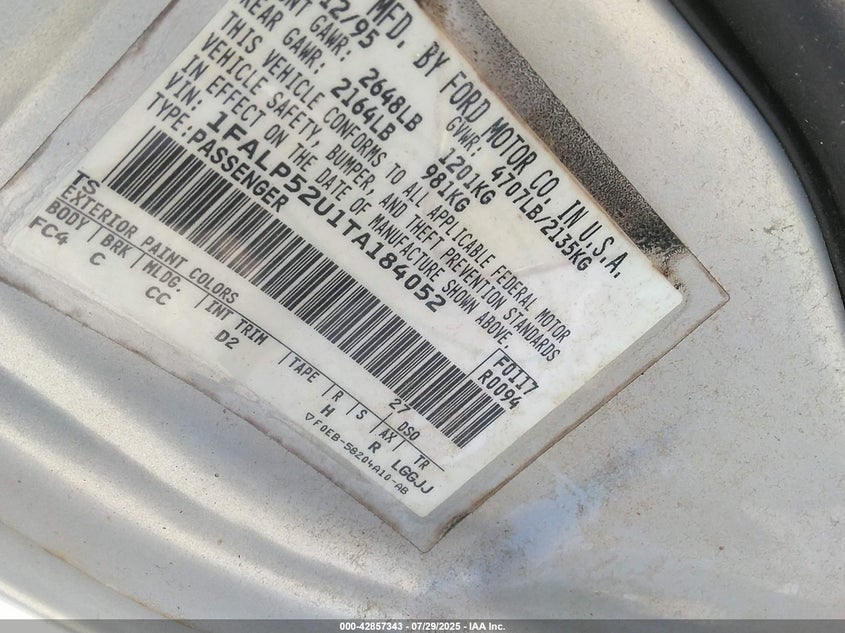 MFD. BY FORD MOTOR CO. IN U.S.A.
12/95
GVWR: 4707LB/2135KG
GAWR: 2648LB 1201KG
REAR GAWR: 2164LB 981KG
THIS VEHICLE CONFORMS TO ALL APPLICABLE FEDERAL MOTOR
VEHICLE SAFETY, BUMPER, AND THEFT PREVENTION STANDARDS
IN EFFECT ON THE DATE OF MANUFACTURE SHOWN ABOVE.
VIN: 1FALP52U1TA184052
TYPE: PASSENGER
F0117
R0094
TS
27 DSO
EXTERIOR PAINT COLORS
BODY BRK MLDG. INT TRIM TAPE R S AX TR
FC4 C CC D2 H R LGGJJ
▽F0EB-58204A10-AB
000-42857343 | 07/29/2025 - IAA Inc.